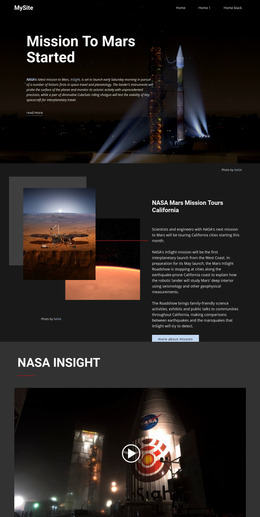 MySite
Home Home 1 Home black
Mission To Mars
Started
NASA's latest mission to Mars, InSight, is set to launch early Saturday morning in pursuit
of a number of historic firsts in space travel and planetology. The lander's instruments will
probe the surface of the planet and monitor its seismic activity with unprecedented
precision, while a pair of diminutive CubeSats riding shotgun will test the viability of tiny
spacecraft for interplanetary travel.
read more
Photo by NASA
NASA Mars Mission Tours
California
Scientists and engineers with NASA's next mission
to Mars will be touring California cities starting this
month.
NASA's InSight mission will be the first
interplanetary launch from the West Coast. In
preparation for its May launch, the Mars InSight
Roadshow is stopping at cities along the
earthquake-prone California coast to explain how
the robotic lander will study Mars' deep interior
using seismology and other geophysical
measurements.
The Roadshow brings family-friendly science
activities, exhibits and public talks to communities
throughout California, making comparisons
between earthquakes and the marsquakes that
InSight will try to detect.
Photo by NASA
more about mission
NASA INSIGHT
NASA